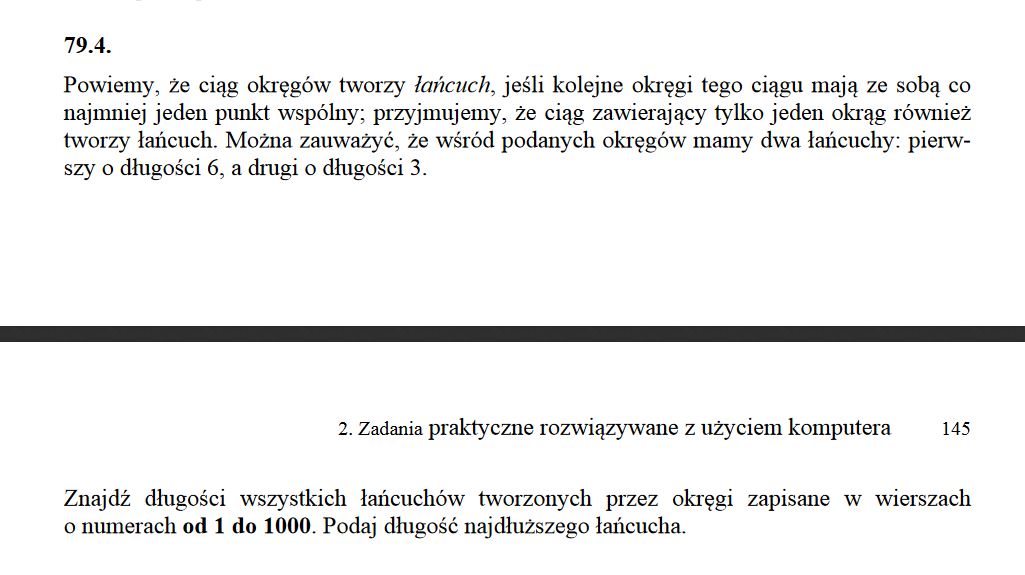 79.4.
Powiemy, że ciąg okręgów tworzy łańcuch, jeśli kolejne okręgi tego ciągu mają ze sobą co
najmniej jeden punkt wspólny; przyjmujemy, że ciąg zawierający tylko jeden okrąg również
tworzy łańcuch. Można zauważyć, że wśród podanych okręgów mamy dwa łańcuchy: pierw-
szy o długości 6, a drugi o długości 3.
2. Zadania praktyczne rozwiązywane z użyciem komputera 145
Znajdź długości wszystkich łańcuchów tworzonych przez okręgi zapisane w wierszach
o numerach od 1 do 1000. Podaj długość najdłuższego łańcucha.